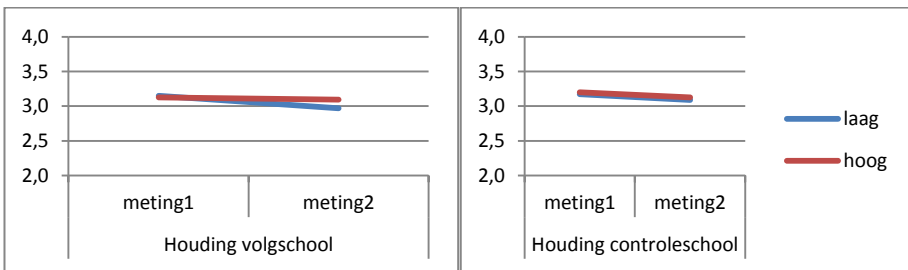 4,0
3,5
3,0
2,5
2,0
meting1 meting2
Houding volgschool
4,0
3,5
3,0
2,5
2,0
meting1 meting2
Houding controleschool
laag
hoog